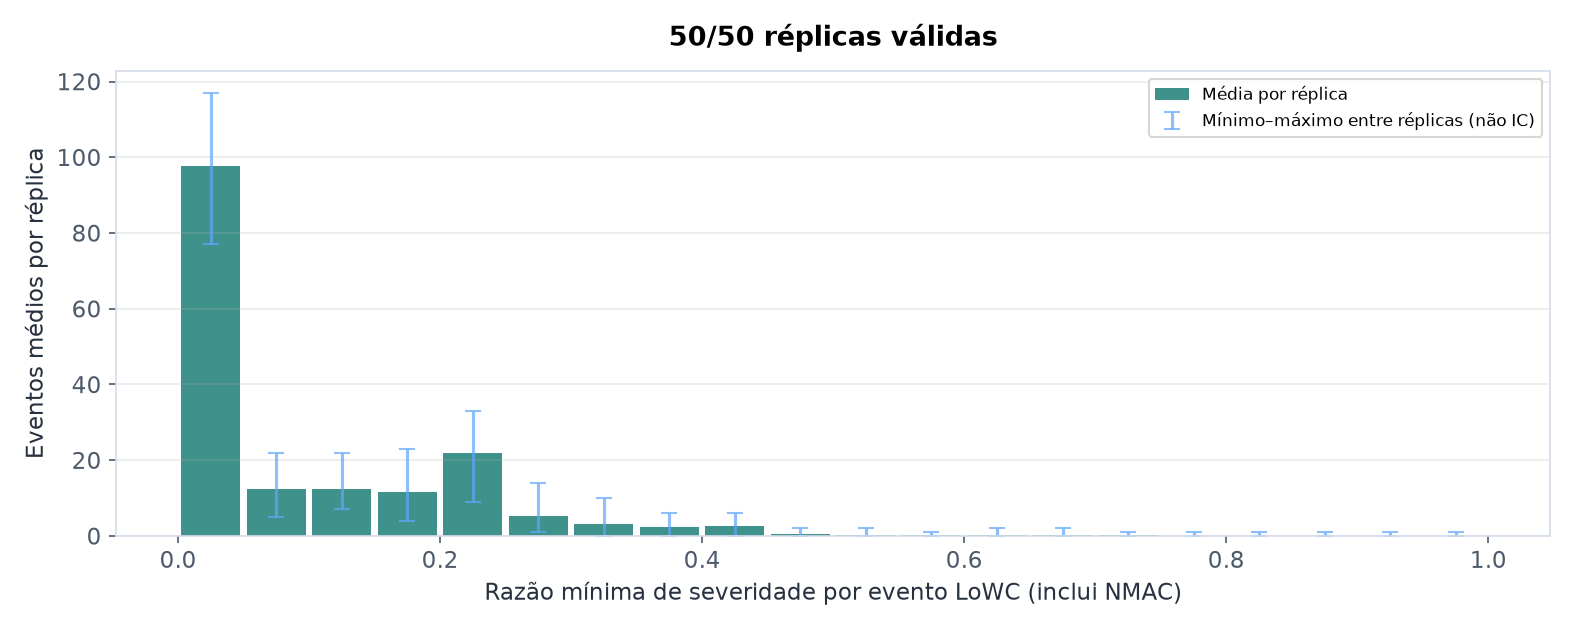 50/50 réplicas válidas
Média por réplica
Mínimo–máximo entre réplicas (não IC)
Eventos médios por réplica
120
100
80
60
40
20
0
0.0 0.2 0.4 0.6 0.8 1.0
Razão mínima de severidade por evento LoWC (inclui NMAC)